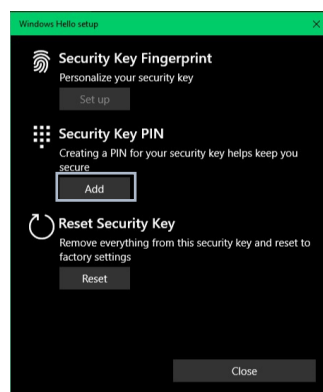 Windows Hello setup
Security Key Fingerprint
Personalize your security key
Set up
Security Key PIN
Creating a PIN for your security key helps keep you
secure
Add
Reset Security Key
Remove everything from this security key and reset to
factory settings
Reset
Close